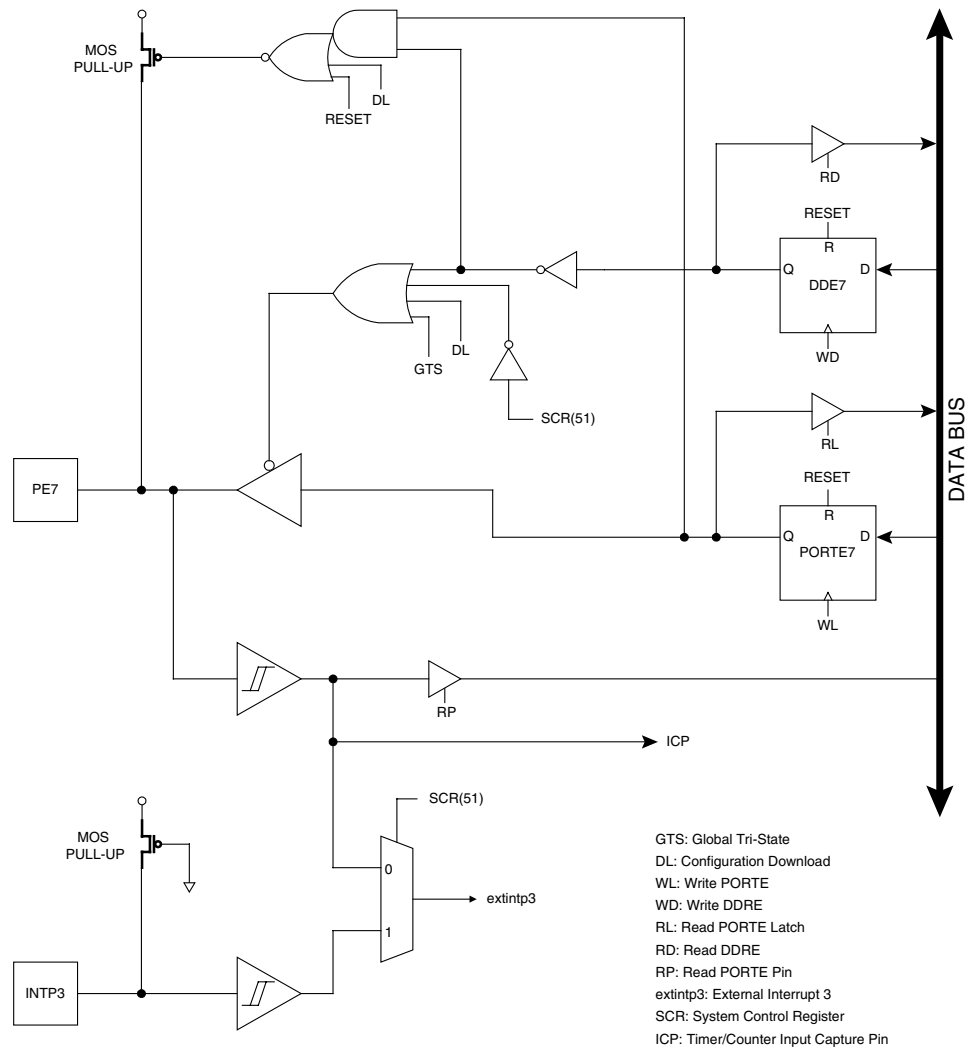 MOS
PULL-UP
DL
RESET
RD
RESET
R
Q
DDE7
D
WD
GTS
DL
SCR(51)
RL
RESET
R
Q
PORTE7
D
WL
DATA BUS
PE7
RP
ICP
SCR(51)
MOS
PULL-UP
0
1
extintp3
INTP3
GTS: Global Tri-State
DL: Configuration Download
WL: Write PORTE
WD: Write DDRE
RL: Read PORTE Latch
RD: Read DDRE
RP: Read PORTE Pin
extintp3: External Interrupt 3
SCR: System Control Register
ICP: Timer/Counter Input Capture Pin